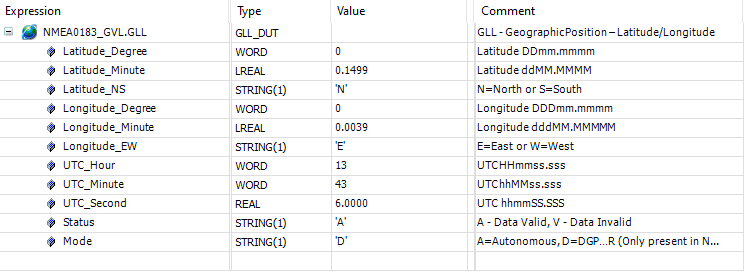 Expression Type Value Comment
NMEA0183_GVL.GLL GLL_DUT GLL - GeographicPosition – Latitude/Longitude
Latitude_Degree WORD 0 Latitude DDmm.mmmm
Latitude_Minute LREAL 0.1499 Latitude ddMM.MMMM
Latitude_NS STRING(1) 'N' N=North or S=South
Longitude_Degree WORD 0 Longitude DDDmm.mmmm
Longitude_Minute LREAL 0.0039 Longitude dddMM.MMMMM
Longitude_EW STRING(1) 'E' E=East or W=West
UTC_Hour WORD 13 UTCHHmmss.sss
UTC_Minute WORD 43 UTChhMMss.sss
UTC_Second REAL 6.0000 UTC hhmmSS.SSS
Status STRING(1) 'A' A - Data Valid, V - Data Invalid
Mode STRING(1) 'D' A=Autonomous, D=DGP...R (Only present in N...